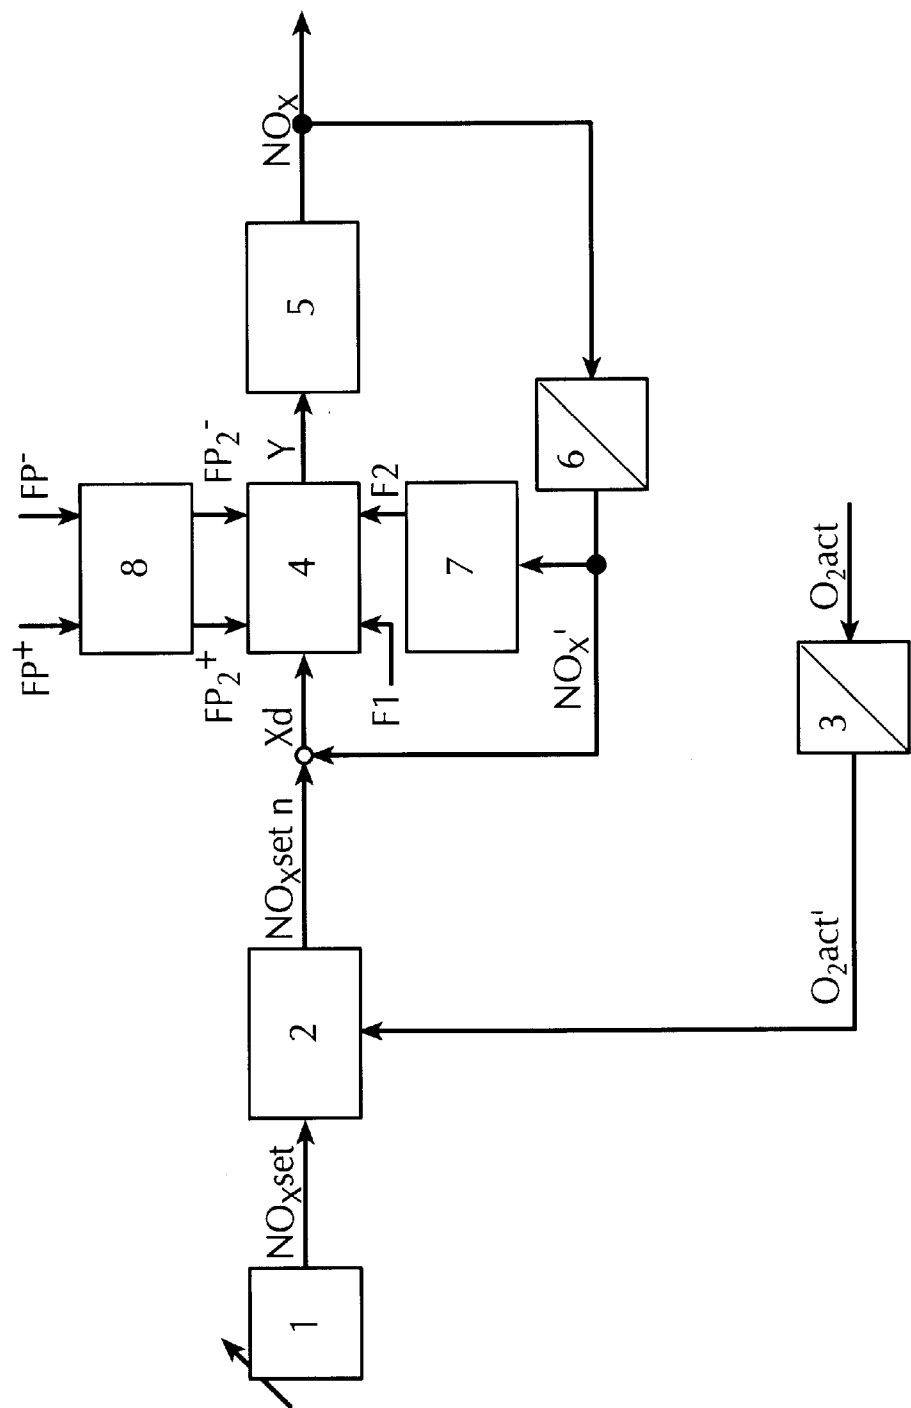 FP⁺
FP⁻
8
FP₂⁺
FP₂⁻
1
NOₓset
2
NOₓset n
Xd
4
Y
5
NOₓ
F1
F2
7
NOₓ'
6
O₂act'
3
O₂act